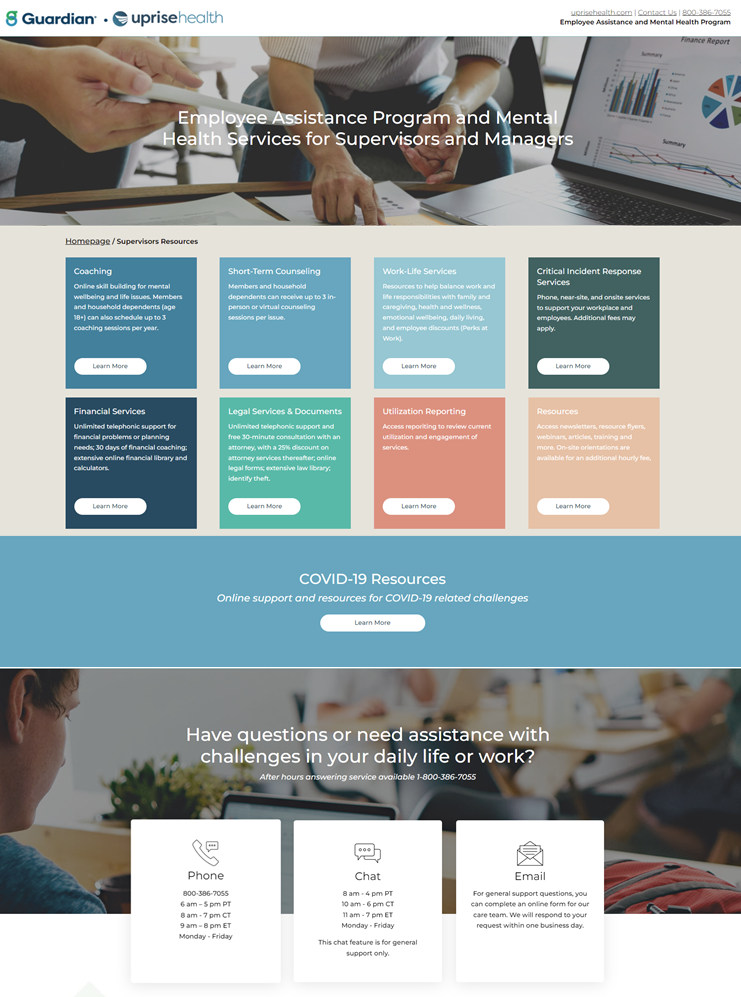 Guardian® • uprisehealth
uprisehealth.com | Contact Us | 800-386-7055
Employee Assistance and Mental Health Program
Finance Report
Summary
Summary
Employee Assistance Program and Mental
Health Services for Supervisors and Managers
Homepage / Supervisors Resources
Coaching
Online skill building for mental
wellbeing and life issues. Members
and household dependents (age
18+) can also schedule up to 3
coaching sessions per year.
Learn More
Short-Term Counseling
Members and household
dependents can receive up to 3 in-
person or virtual counseling
sessions per issue.
Learn More
Work-Life Services
Resources to help balance work and
life responsibilities with family and
caregiving, health and wellness,
emotional wellbeing, daily living,
and employee discounts (Perks at
Work).
Learn More
Critical Incident Response
Services
Phone, near-site, and onsite services
to support your workplace and
employees. Additional fees may
apply.
Learn More
Financial Services
Unlimited telephonic support for
financial problems or planning
needs; 30 days of financial coaching;
extensive online financial library and
calculators.
Learn More
Legal Services & Documents
Unlimited telephonic support and
free 30-minute consultation with an
attorney, with a 25% discount on
attorney services thereafter; online
legal forms; extensive law library;
identify theft.
Learn More
Utilization Reporting
Access reporiting to review current
utilization and engagement of
services.
Learn More
Resources
Access newsletters, resource flyers,
webinars, articles, training and
more. On-site orientations are
available for an additional hourly fee.
Learn More
COVID-19 Resources
Online support and resources for COVID-19 related challenges
Learn More
Have questions or need assistance with
challenges in your daily life or work?
After hours answering service available 1-800-386-7055
Phone
800-386-7055
6 am – 5 pm PT
8 am - 7 pm CT
9 am – 8 pm ET
Monday - Friday
Chat
8 am - 4 pm PT
10 am - 6 pm CT
11 am - 7 pm ET
Monday - Friday
This chat feature is for general
support only.
Email
For general support questions, you
can complete an online form for our
care team. We will respond to your
request within one business day.